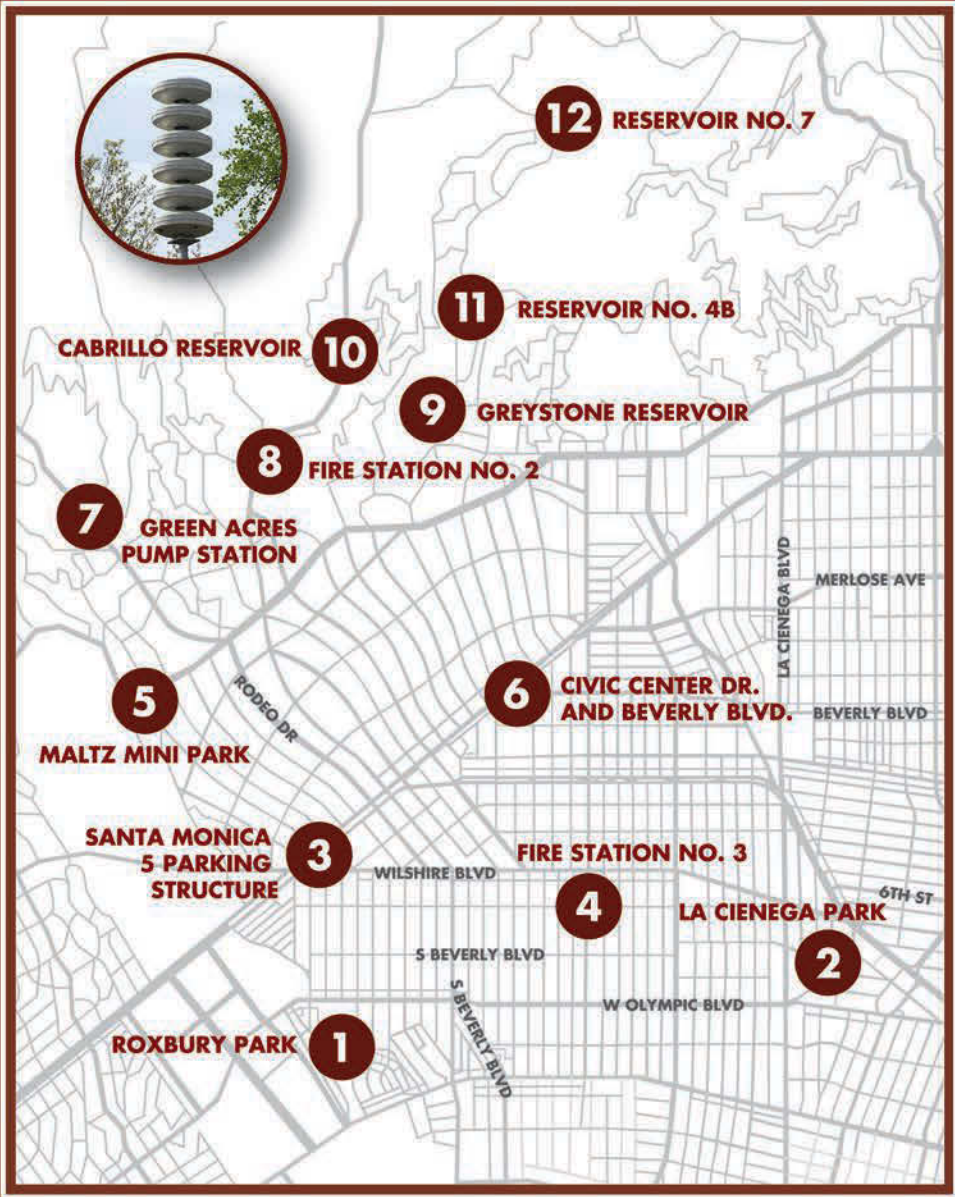 12 RESERVOIR NO. 7
11 RESERVOIR NO. 4B
CABRILLO RESERVOIR 10
9 GREYSTONE RESERVOIR
8 FIRE STATION NO. 2
7 GREEN ACRES
PUMP STATION
LA CIENEGA BLVD
MERLOSE AVE
5
MALTZ MINI PARK
RODEO DR
6 CIVIC CENTER DR.
AND BEVERLY BLVD.
BEVERLY BLVD
SANTA MONICA
5 PARKING
STRUCTURE
3
WILSHIRE BLVD
FIRE STATION NO. 3
4
6TH ST
LA CIENEGA PARK
2
S BEVERLY BLVD
S BEVERLY BLVD
W OLYMPIC BLVD
ROXBURY PARK 1